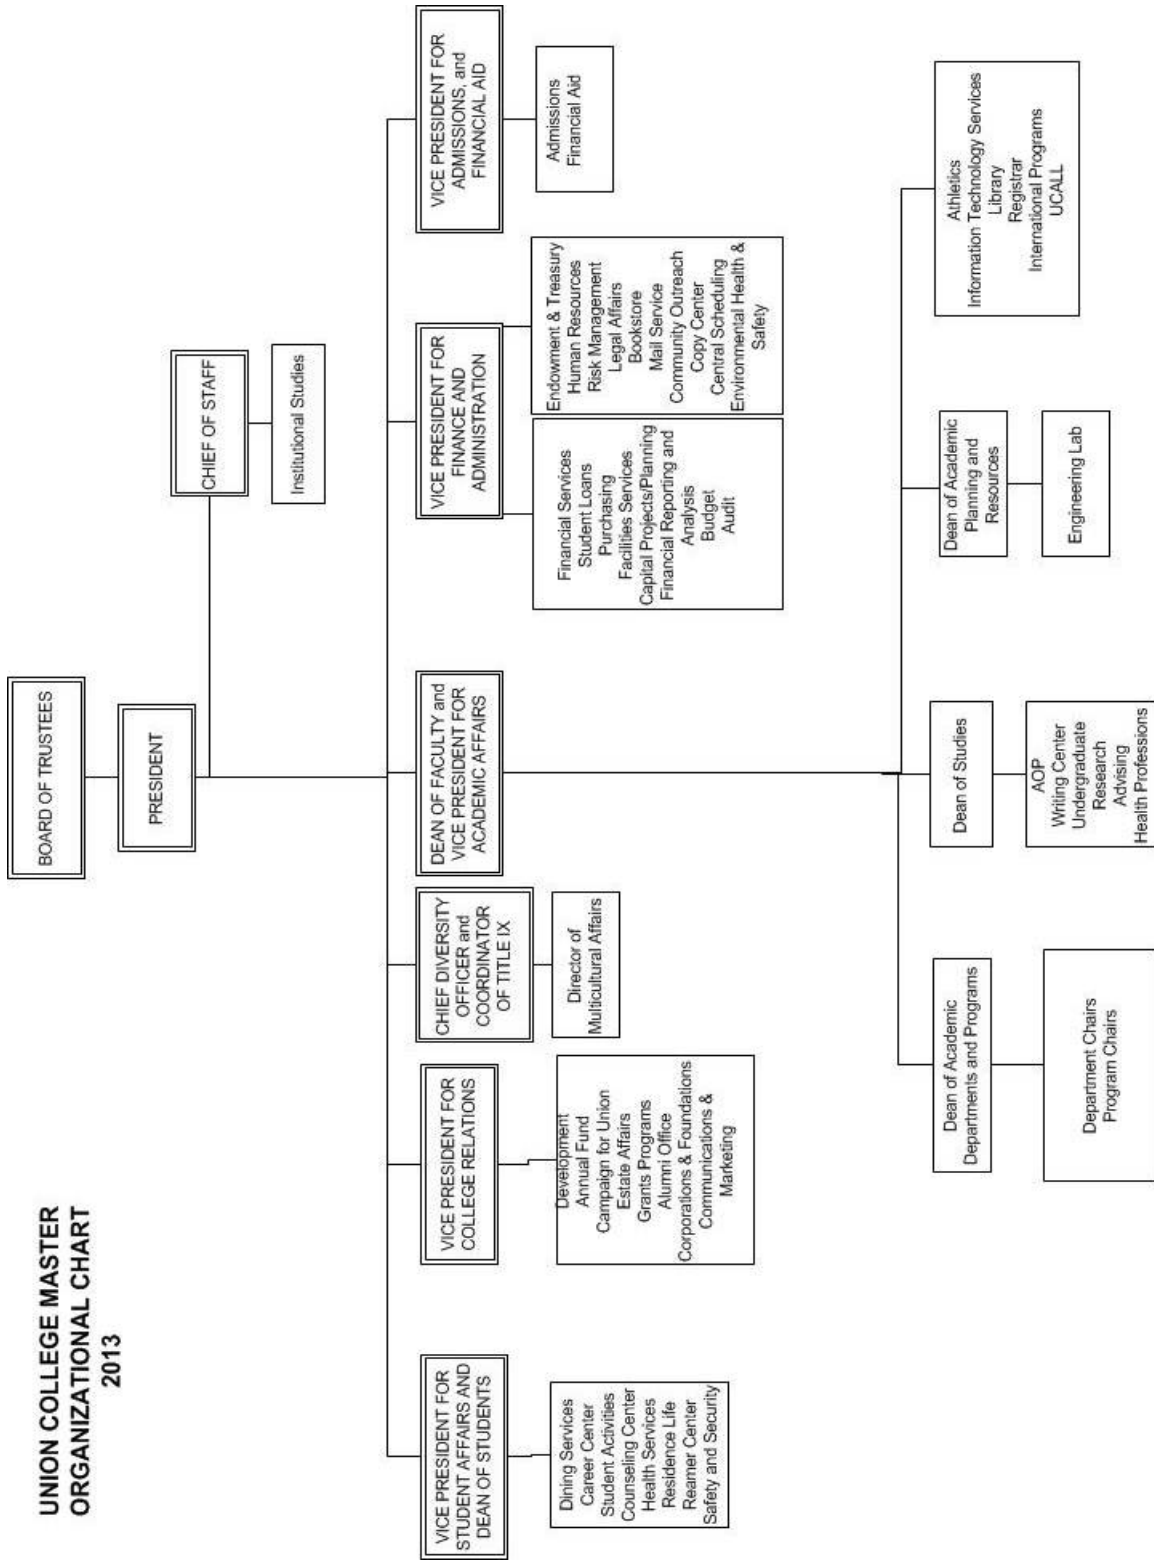 UNION COLLEGE MASTER
ORGANIZATIONAL CHART
2013
BOARD OF TRUSTEES
PRESIDENT
CHIEF OF STAFF
Institutional Studies
VICE PRESIDENT FOR
STUDENT AFFAIRS AND
DEAN OF STUDENTS
Dining Services
Career Center
Student Activities
Counseling Center
Health Services
Residence Life
Reamer Center
Safety and Security
VICE PRESIDENT FOR
COLLEGE RELATIONS
Development
Annual Fund
Campaign for Union
Estate Affairs
Grants Programs
Alumni Office
Corporations & Foundations
Communications &
Marketing
CHIEF DIVERSITY
OFFICER and
COORDINATOR
OF TITLE IX
Director of
Multicultural Affairs
DEAN OF FACULTY and
VICE PRESIDENT FOR
ACADEMIC AFFAIRS
VICE PRESIDENT FOR
FINANCE AND
ADMINISTRATION
Financial Services
Student Loans
Purchasing
Facilities Services
Capital Projects/Planning
Financial Reporting and
Analysis
Budget
Audit
Endowment & Treasury
Human Resources
Risk Management
Legal Affairs
Bookstore
Mail Service
Community Outreach
Copy Center
Central Scheduling
Environmental Health &
Safety
VICE PRESIDENT FOR
ADMISSIONS, and
FINANCIAL AID
Admissions
Financial Aid
Dean of Academic
Departments and Programs
Department Chairs
Program Chairs
Dean of Studies
AOP
Writing Center
Undergraduate
Research
Advising
Health Professions
Dean of Academic
Planning and
Resources
Engineering Lab
Athletics
Information Technology Services
Library
Registrar
International Programs
UCALL